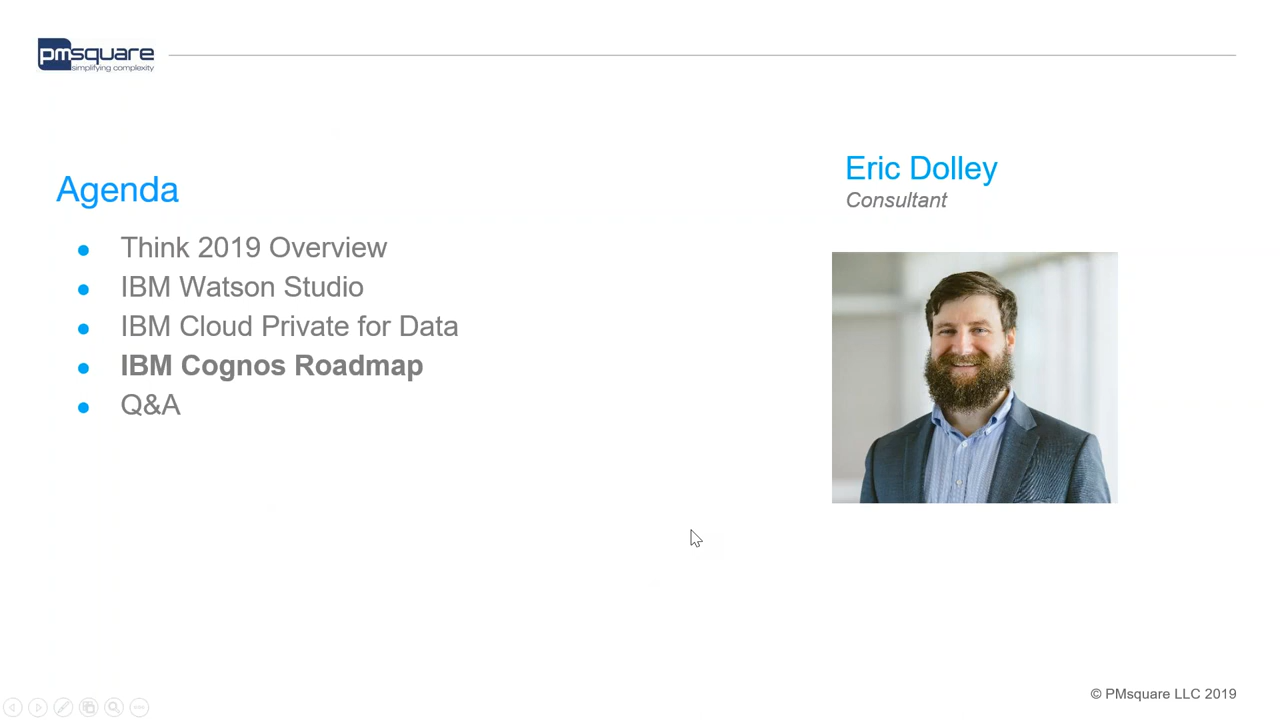 pmsquare
simplifying complexity
Agenda
Think 2019 Overview
IBM Watson Studio
IBM Cloud Private for Data
IBM Cognos Roadmap
Q&A
Eric Dolley
Consultant
© PMsquare LLC 2019